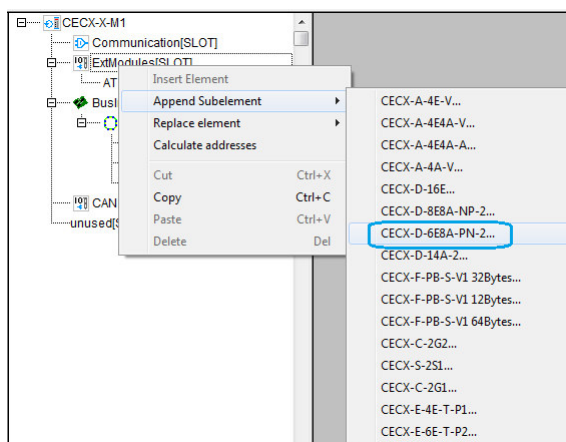 CECX-X-M1
Communication[SLOT]
ExtModules[SLOT]
AT
Busi
CAN
unused[S
Insert Element
Append Subelement
Replace element
Calculate addresses
Cut Ctrl+X
Copy Ctrl+C
Paste Ctrl+V
Delete Del
CECX-A-4E-V...
CECX-A-4E4A-V...
CECX-A-4E4A-A...
CECX-A-4A-V...
CECX-D-16E...
CECX-D-8E8A-NP-2...
CECX-D-6E8A-PN-2...
CECX-D-14A-2...
CECX-F-PB-S-V1 32Bytes...
CECX-F-PB-S-V1 12Bytes...
CECX-F-PB-S-V1 64Bytes...
CECX-C-2G2...
CECX-S-2S1...
CECX-C-2G1...
CECX-E-4E-T-P1...
CECX-E-6E-T-P2...